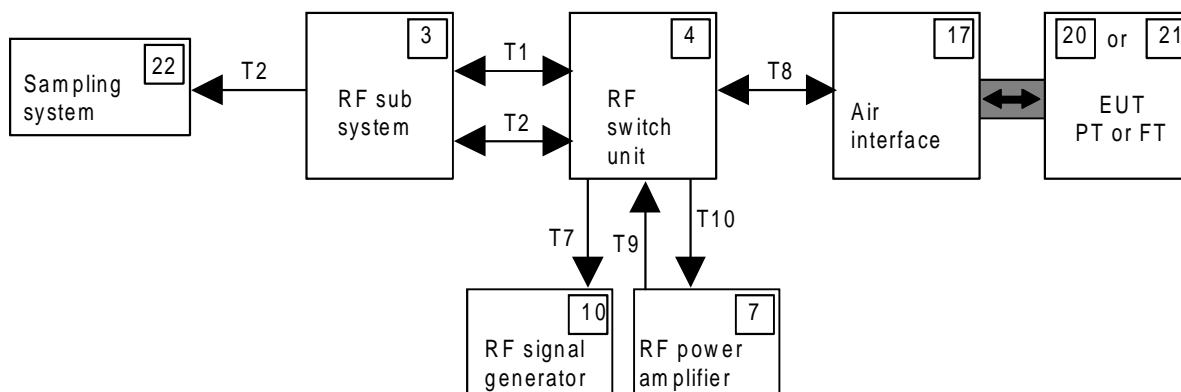 22
Sampling
system
T2
3
RF sub
system
T1
T2
4
RF
switch
unit
T8
17
Air
interface
20 or 21
EUT
PT or FT
T7
T9
T10
10
RF signal
generator
7
RF power
amplifier